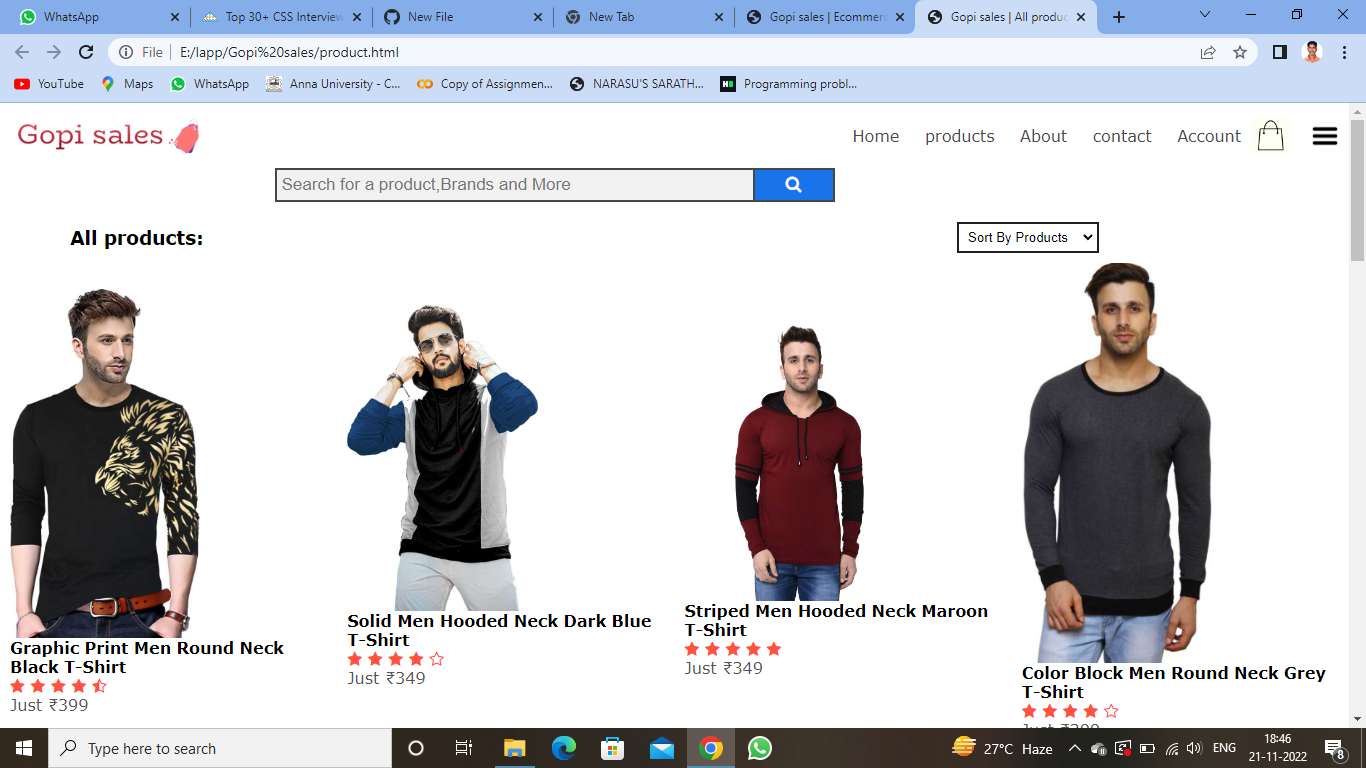 WhatsApp
Top 30+ CSS Interview
New File
New Tab
Gopi sales | Ecommer
Gopi sales | All produc
File | E:/lapp/Gopi%20sales/product.html
YouTube
Maps
WhatsApp
Anna University - C...
Copy of Assignmen...
NARASU'S SARATH...
Programming probl...
Gopi sales
Home
products
About
contact
Account
Search for a product,Brands and More
All products:
Sort By Products
Graphic Print Men Round Neck
Black T-Shirt
Just ₹399
Solid Men Hooded Neck Dark Blue
T-Shirt
Just ₹349
Striped Men Hooded Neck Maroon
T-Shirt
Just ₹349
Color Block Men Round Neck Grey
T-Shirt
Type here to search
27°C Haze
ENG
18:46
21-11-2022
8